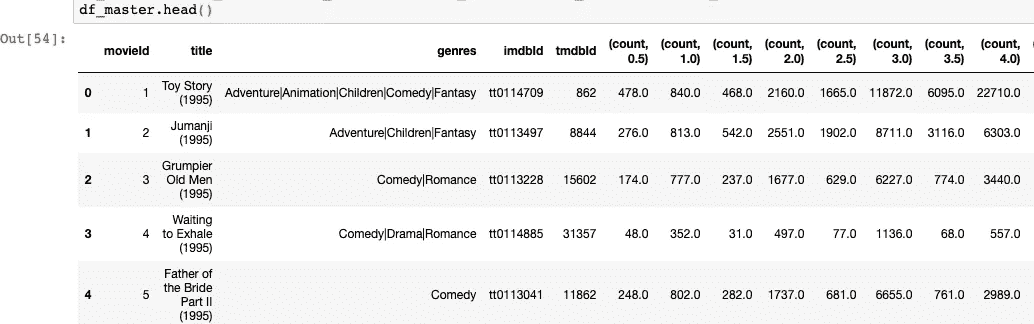 df_master.head()
Out[54]:
movieId title genres imdbId tmdbId (count, 0.5) (count, 1.0) (count, 1.5) (count, 2.0) (count, 2.5) (count, 3.0) (count, 3.5) (count, 4.0)
0 1 Toy Story (1995) Adventure|Animation|Children|Comedy|Fantasy tt0114709 862 478.0 840.0 468.0 2160.0 1665.0 11872.0 6095.0 22710.0
1 2 Jumanji (1995) Adventure|Children|Fantasy tt0113497 8844 276.0 813.0 542.0 2551.0 1902.0 8711.0 3116.0 6303.0
2 3 Grumpier Old Men (1995) Comedy|Romance tt0113228 15602 174.0 777.0 237.0 1677.0 629.0 6227.0 774.0 3440.0
3 4 Waiting to Exhale (1995) Comedy|Drama|Romance tt0114885 31357 48.0 352.0 31.0 497.0 77.0 1136.0 68.0 557.0
4 5 Father of the Bride Part II (1995) Comedy tt0113041 11862 248.0 802.0 282.0 1737.0 681.0 6655.0 761.0 2989.0